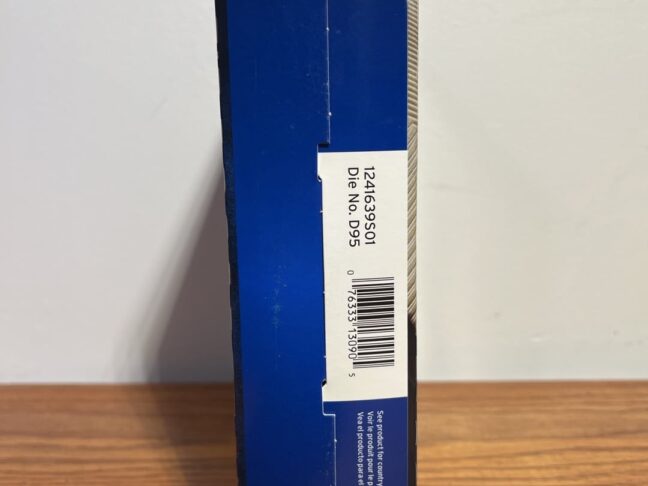 1241639S01
Die No. D95
0 76333 13090 5
See product for country
Voir le produit pour le p
Vea el producto para el